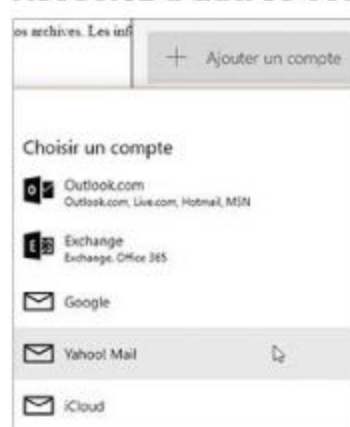 os archives. Les inf
Ajouter un compte
Choisir un compte
Outlook.com
Outlook.com, Live.com, Hotmail, MSN
Exchange
Exchange, Office 365
Google
Yahoo! Mail
iCloud